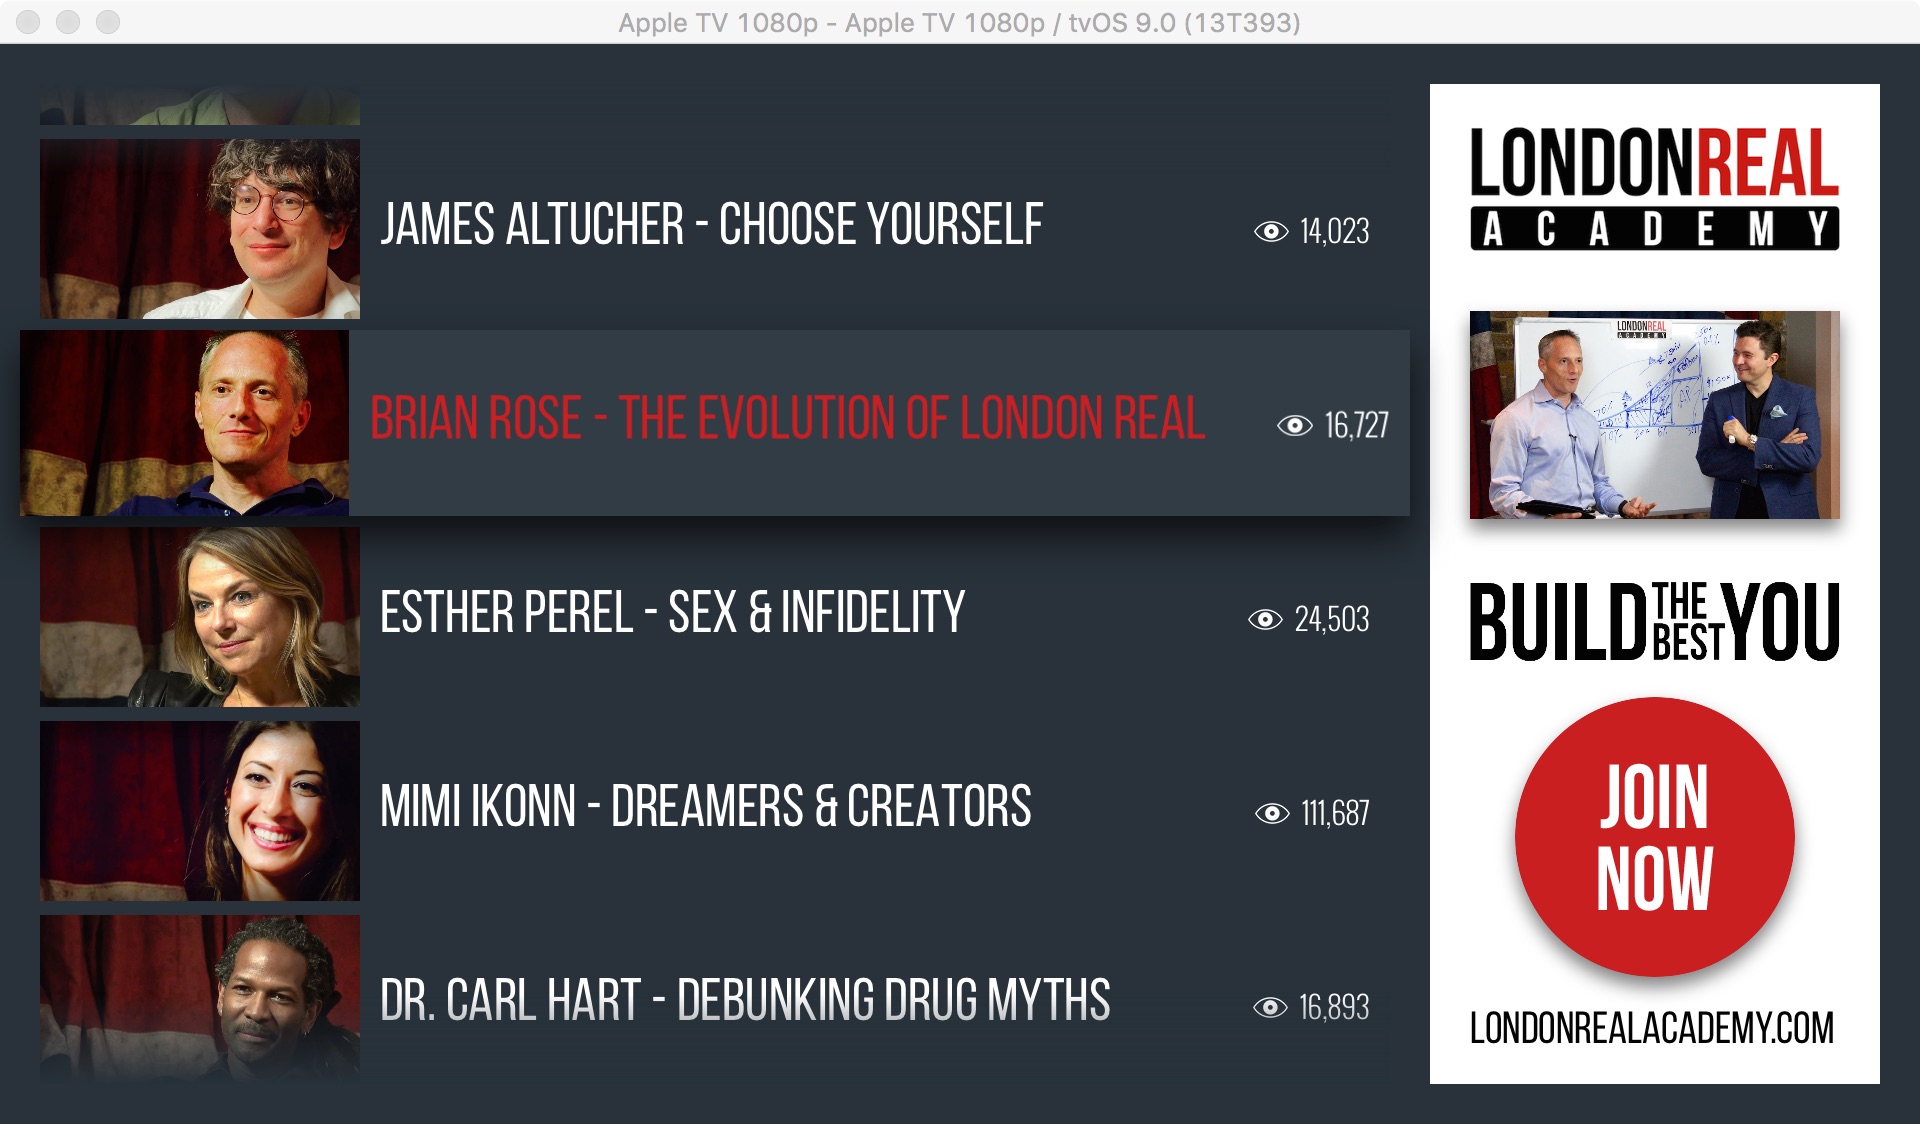 Apple TV 1080p - Apple TV 1080p / tvOS 9.0 (13T393)
JAMES ALTUCHER - CHOOSE YOURSELF
14,023
BRIAN ROSE - THE EVOLUTION OF LONDON REAL
16,727
ESTHER PEREL - SEX & INFIDELITY
24,503
MIMI IKONN - DREAMERS & CREATORS
111,687
DR. CARL HART - DEBUNKING DRUG MYTHS
16,893
LONDONREAL
ACADEMY
LONDONREAL
ACADEMY
BUILD THE BEST YOU
JOIN
NOW
LONDONREALACADEMY.COM